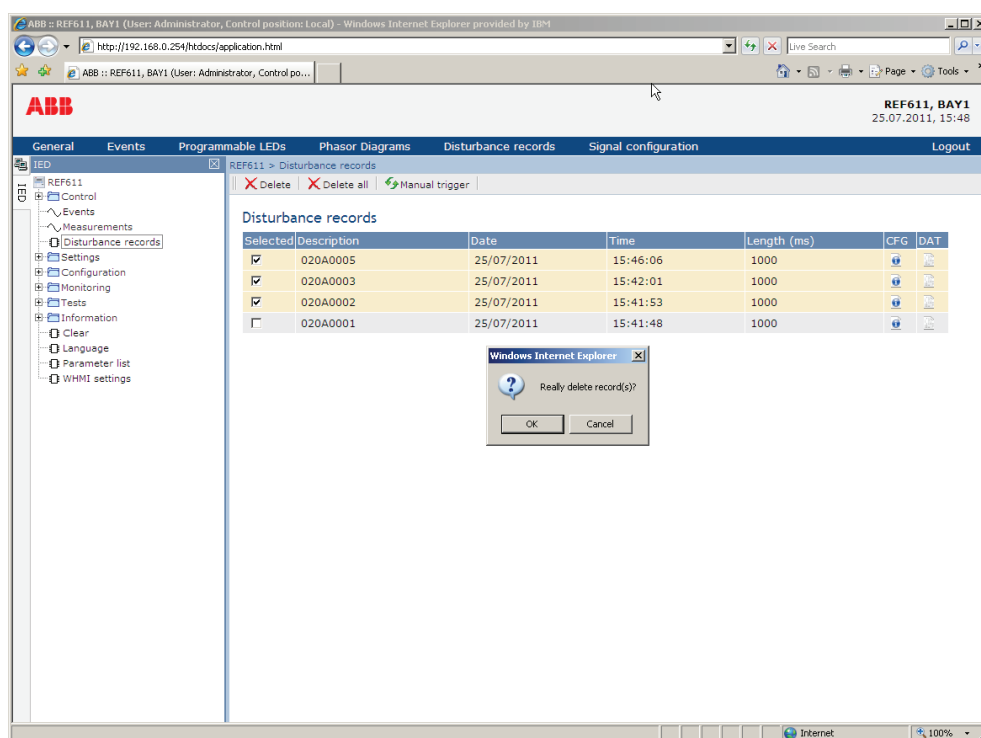 ABB :: REF611, BAY1 (User: Administrator, Control position: Local) - Windows Internet Explorer provided by IBM
http://192.168.0.254/htdocs/application.html
Live Search
ABB :: REF611, BAY1 (User: Administrator, Control po...
Page
Tools
ABB
REF611, BAY1
25.07.2011, 15:48
General Events Programmable LEDs Phasor Diagrams Disturbance records Signal configuration Logout
IED
IED
REF611
Control
Events
Measurements
Disturbance records
Settings
Configuration
Monitoring
Tests
Information
Clear
Language
Parameter list
WHMI settings
REF611 > Disturbance records
Delete Delete all Manual trigger
Disturbance records
Selected Description Date Time Length (ms) CFG DAT
020A0005 25/07/2011 15:46:06 1000
020A0003 25/07/2011 15:42:01 1000
020A0002 25/07/2011 15:41:53 1000
020A0001 25/07/2011 15:41:48 1000
Windows Internet Explorer
Really delete record(s)?
OK Cancel
Internet 100%